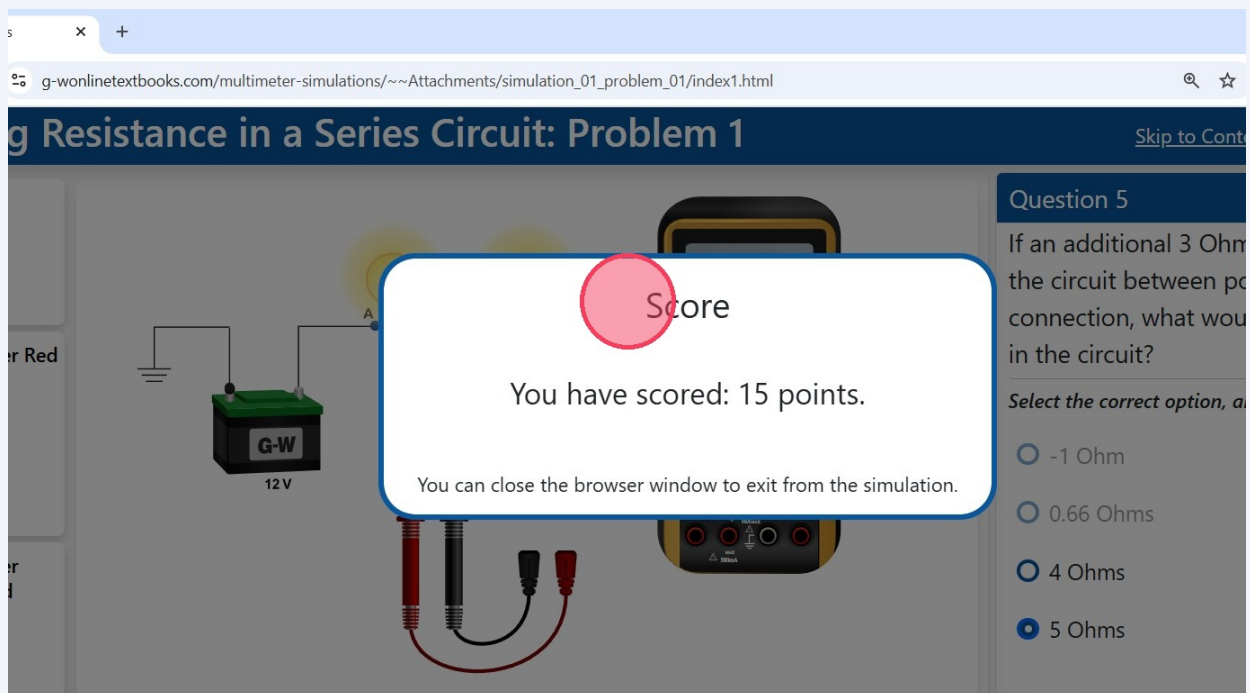 g-wonlinetextbooks.com/multimeter-simulations/~~Attachments/simulation_01_problem_01/index1.html
g Resistance in a Series Circuit: Problem 1
Skip to Conte
Question 5
If an additional 3 Ohm
the circuit between po
connection, what wou
in the circuit?
Select the correct option, a
-1 Ohm
0.66 Ohms
4 Ohms
5 Ohms
Score
You have scored: 15 points.
You can close the browser window to exit from the simulation.
A
er Red
er
G-W
12 V